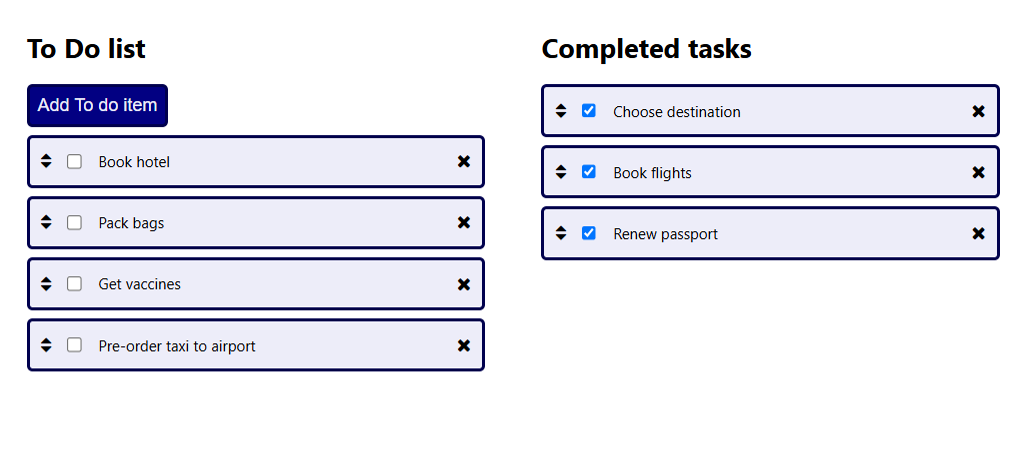 To Do list
Add To do item
Book hotel
Pack bags
Get vaccines
Pre-order taxi to airport
Completed tasks
Choose destination
Book flights
Renew passport